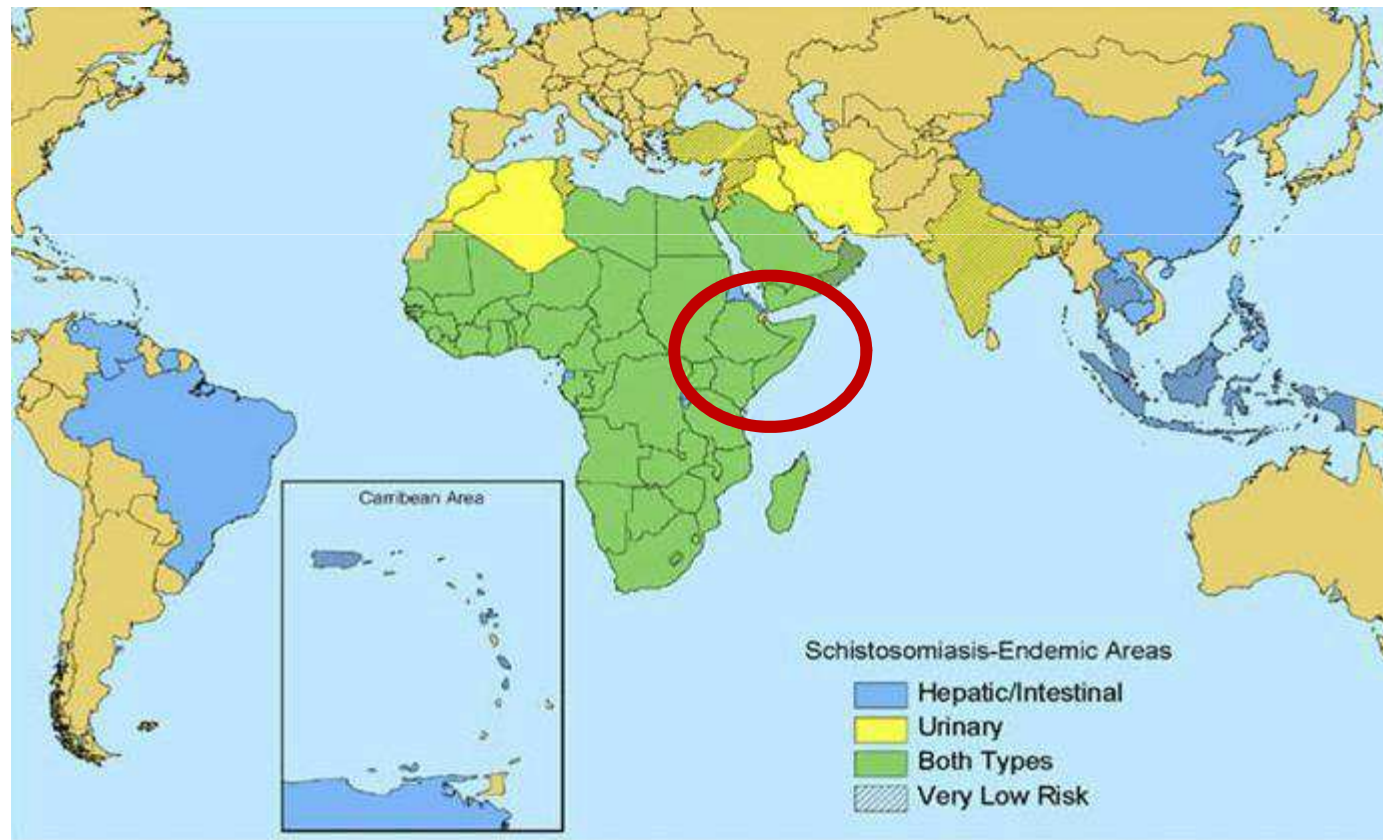 Carribean Area
Schistosomiasis-Endemic Areas
Hepatic/Intestinal
Urinary
Both Types
Very Low Risk